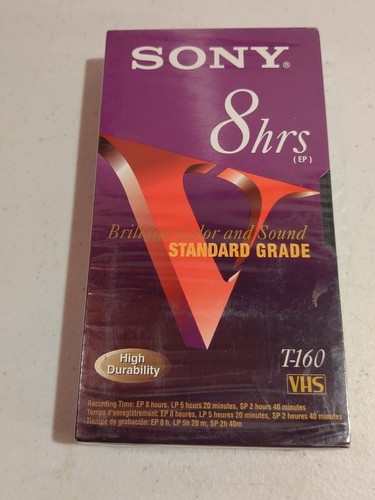 SONY®
8hrs
(EP)
Brilliant Color and Sound
STANDARD GRADE
High
Durability
T-160
VHS
Recording Time: EP 8 hours, LP 5 hours 20 minutes, SP 2 hours 40 minutes
Temps d'enregistrement: EP 8 heures, LP 5 heures 20 minutes, SP 2 heures 40 minutes
Tiempo de grabación: EP 8 h, LP 5h 20 m, SP 2h 40m